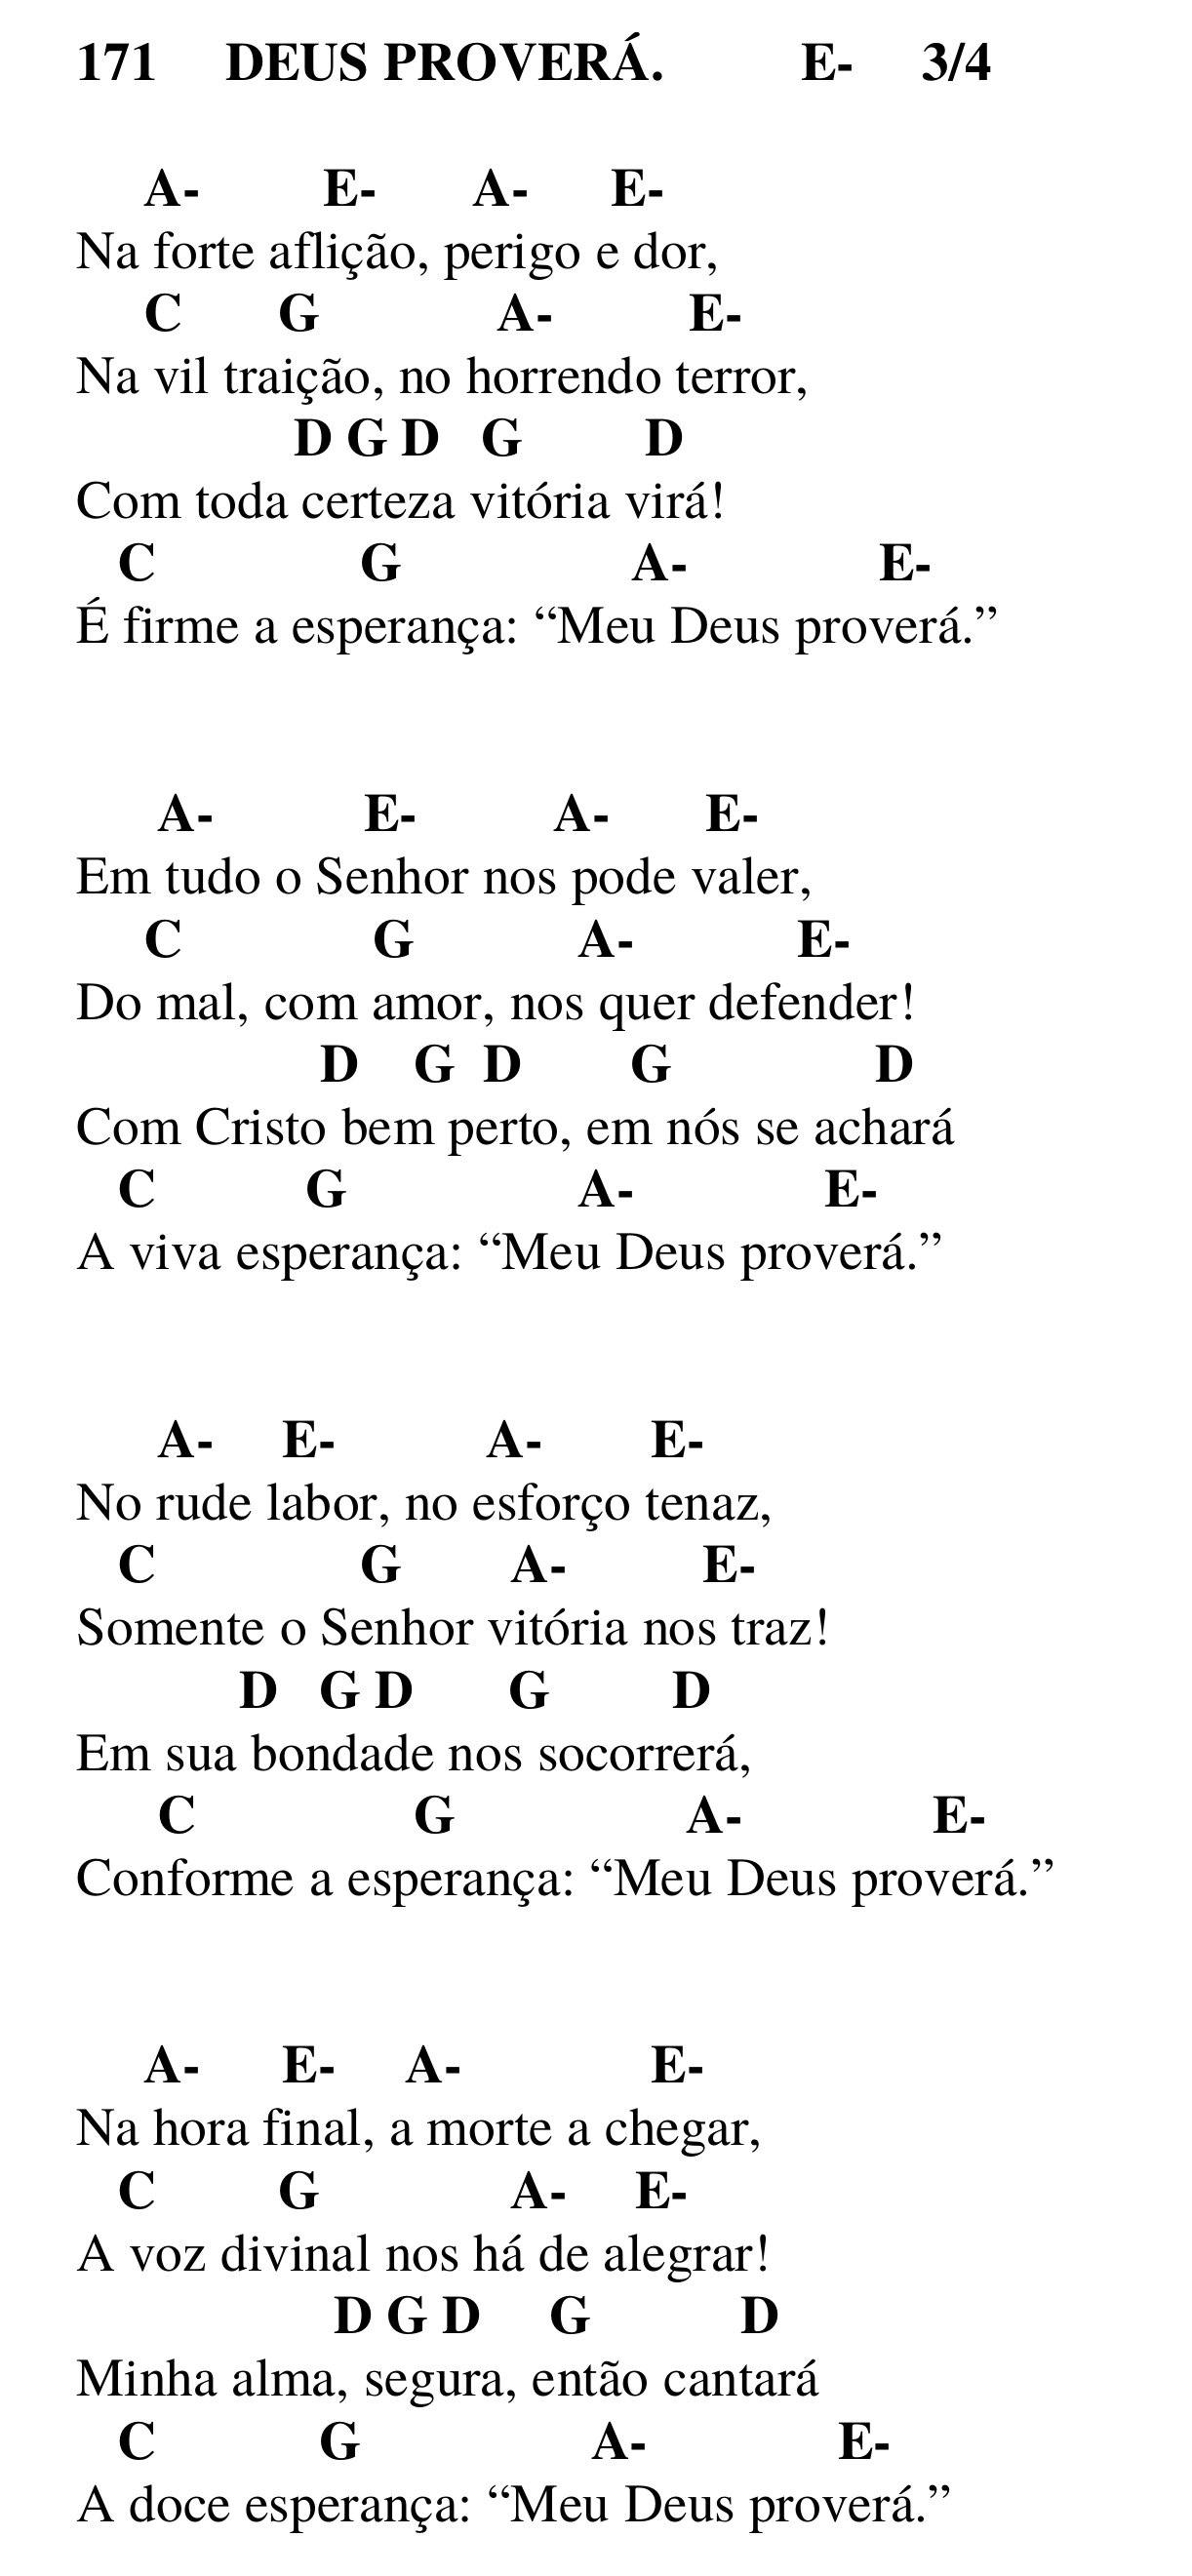 171 DEUS PROVERÁ. E- 3/4
A- E- A- E-
Na forte aflição, perigo e dor,
C G A- E-
Na vil traição, no horrendo terror,
D G D G D
Com toda certeza vitória virá!
C G A- E-
É firme a esperança: “Meu Deus proverá.”
A- E- A- E-
Em tudo o Senhor nos pode valer,
C G A- E-
Do mal, com amor, nos quer defender!
D G D G D
Com Cristo bem perto, em nós se achará
C G A- E-
A viva esperança: “Meu Deus proverá.”
A- E- A- E-
No rude labor, no esforço tenaz,
C G A- E-
Somente o Senhor vitória nos traz!
D G D G D
Em sua bondade nos socorrerá,
C G A- E-
Conforme a esperança: “Meu Deus proverá.”
A- E- A- E-
Na hora final, a morte a chegar,
C G A- E-
A voz divinal nos há de alegrar!
D G D G D
Minha alma, segura, então cantará
C G A- E-
A doce esperança: “Meu Deus proverá.”